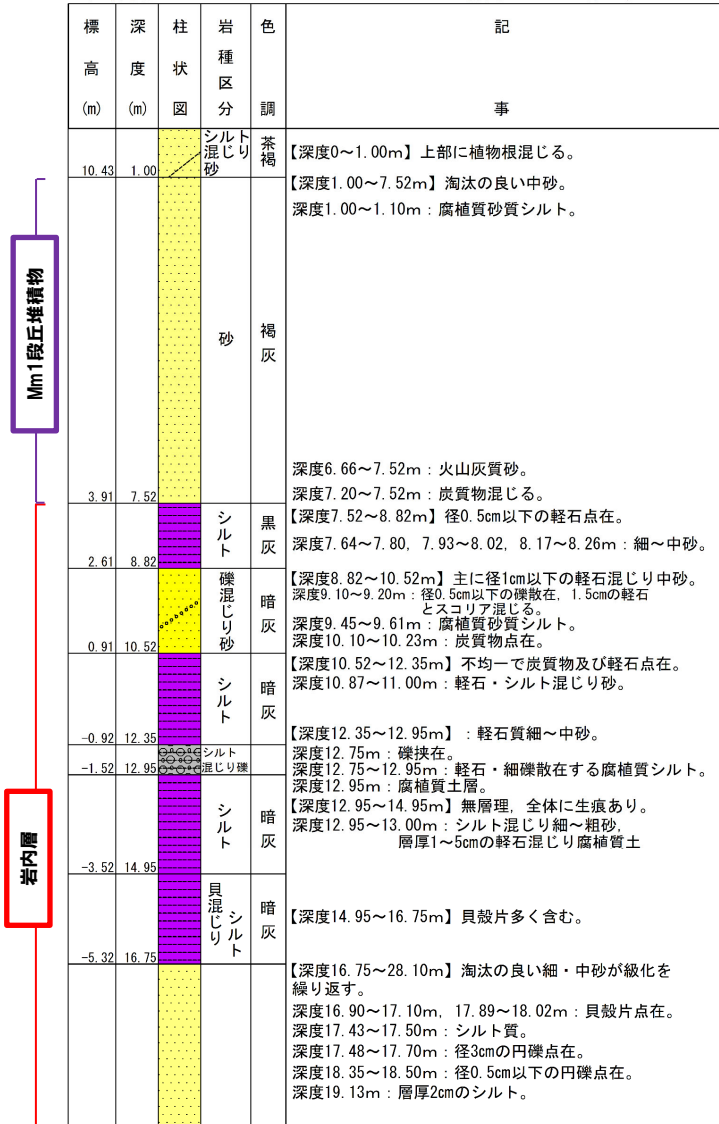 標高(m)
深度(m)
柱状図
岩種区分
色調
記事
Mm1段丘堆積物
岩内層
10.43
1.00
シルト
混じり
砂
茶褐
【深度0～1.00m】上部に植物根混じる。
【深度1.00～7.52m】淘汰の良い中砂。
深度1.00～1.10m：腐植質砂質シルト。
砂
褐灰
深度6.66～7.52m：火山灰質砂。
深度7.20～7.52m：炭質物混じる。
3.91
7.52
シルト
黒灰
【深度7.52～8.82m】径0.5cm以下の軽石点在。
深度7.64～7.80, 7.93～8.02, 8.17～8.26m：細～中砂。
2.61
8.82
礫混じり砂
暗灰
【深度8.82～10.52m】主に径1cm以下の軽石混じり中砂。
深度9.10～9.20m：径0.5cm以下の礫散在, 1.5cmの軽石
とスコリア混じる。
深度9.45～9.61m：腐植質砂質シルト。
深度10.10～10.23m：炭質物点在。
0.91
10.52
シルト
暗灰
【深度10.52～12.35m】不均一で炭質物及び軽石点在。
深度10.87～11.00m：軽石・シルト混じり砂。
-0.92
12.35
シルト
混じり礫
【深度12.35～12.95m】：軽石質細～中砂。
深度12.75m：礫挟在。
深度12.75～12.95m：軽石・細礫散在する腐植質シルト。
深度12.95m：腐植質土層。
-1.52
12.95
シルト
暗灰
【深度12.95～14.95m】無層理, 全体に生痕あり。
深度12.95～13.00m：シルト混じり細～粗砂,
層厚1～5cmの軽石混じり腐植質土
-3.52
14.95
貝混じり
シルト
暗灰
【深度14.95～16.75m】貝殻片多く含む。
-5.32
16.75
【深度16.75～28.10m】淘汰の良い細・中砂が級化を
繰り返す。
深度16.90～17.10m, 17.89～18.02m：貝殻片点在。
深度17.43～17.50m：シルト質。
深度17.48～17.70m：径3cmの円礫点在。
深度18.35～18.50m：径0.5cm以下の円礫点在。
深度19.13m：層厚2cmのシルト。